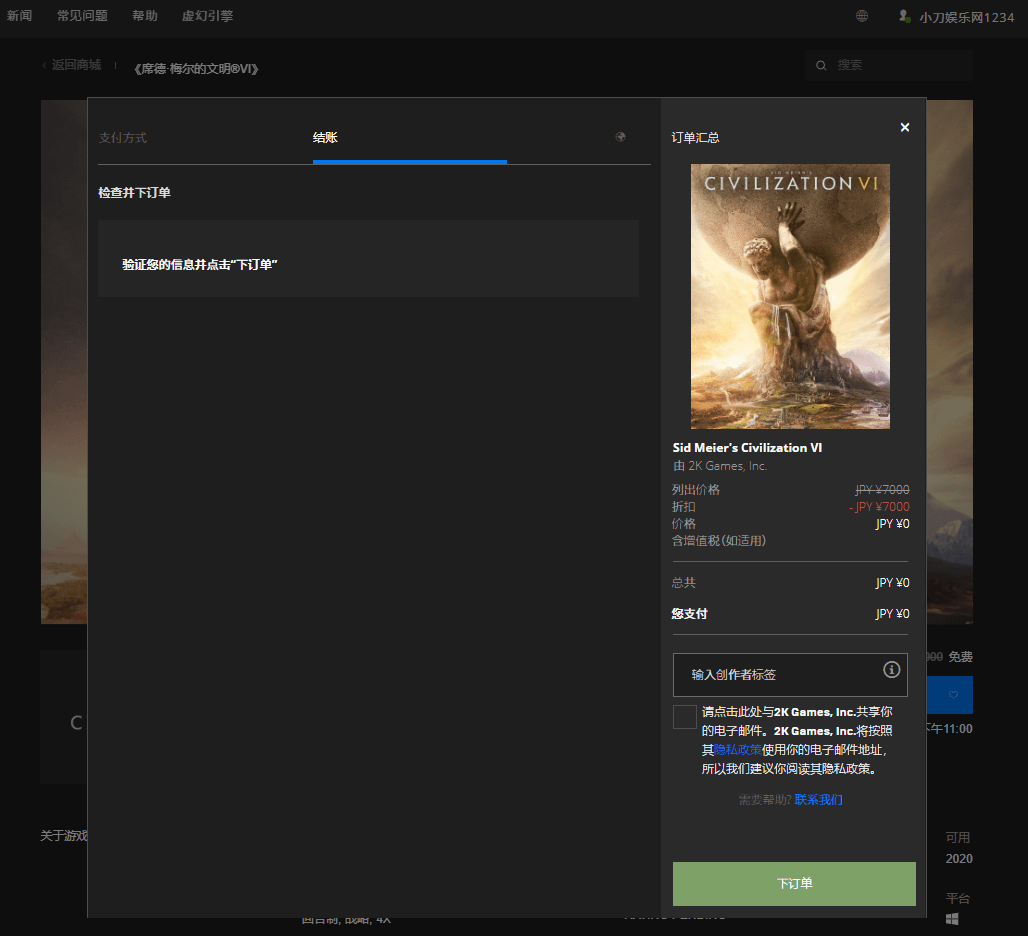 新闻 常见问题 帮助 虚幻引擎 小刀娱乐网1234
返回商城 《席德·梅尔的文明®VI》 搜索
支付方式 结账
检查并下订单
验证您的信息并点击“下订单”
订单汇总
SID MEIER'S
CIVILIZATION VI
Sid Meier's Civilization VI
由 2K Games, Inc.
列出价格 JPY ¥7000
折扣 - JPY ¥7000
价格 JPY ¥0
含增值税(如适用)
总共 JPY ¥0
您支付 JPY ¥0
输入创作者标签
请点击此处与2K Games, Inc.共享你
的电子邮件。2K Games, Inc.将按照
其隐私政策使用你的电子邮件地址，
所以我们建议你阅读其隐私政策。
需要帮助? 联系我们
下订单
免费
下午11:00
C
关于游戏
可用
2020
平台
回合制, 战略, 4X